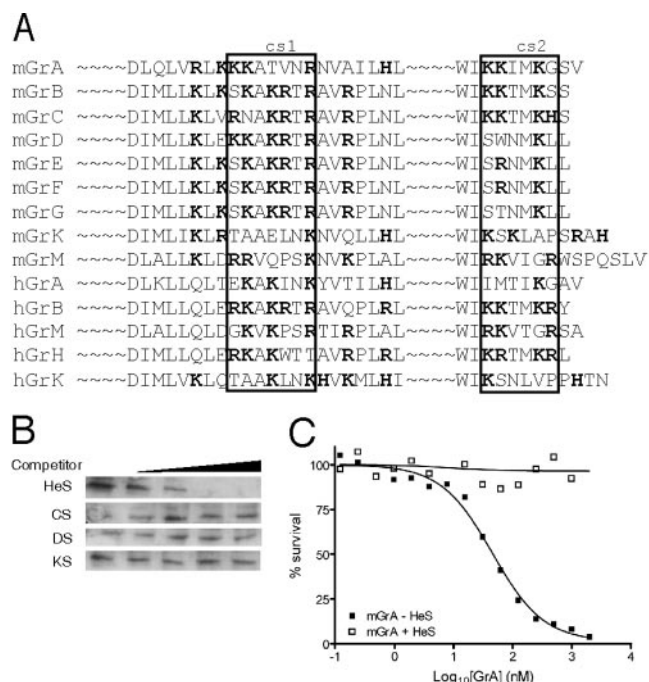 A
cs1 cs2
mGrA ~~~~DLQLVRLKKKATVNRNVAILHL~~~~WIKKIMKGSV
mGrB ~~~~DIMLLKLKSKAKRTRAVRPLNL~~~~WIKKTMKSS
mGrC ~~~~DIMLLKLVRNAKRTRAVRPLNL~~~~WIKKTMKHS
mGrD ~~~~DIMLLKLEKKAKRTRAVRPLNL~~~~WISWNMKLL
mGrE ~~~~DIMLLKLKSKAKRTRAVRPLNL~~~~WISRNMKLL
mGrF ~~~~DIMLLKLKSKAKRTRAVRPLNL~~~~WISRNMKLL
mGrG ~~~~DIMLLKLKSKAKRTRAVRPLNL~~~~WISTNMKLL
mGrK ~~~~DIMLIKLRTAAELNKNVQLLHL~~~~WIKSKLAPSRAH
mGrM ~~~~DLALLKLDRRVQPSKNVKPLAL~~~~WIRKVIGRWSPQSLV
hGrA ~~~~DLKLLQLTEKAKINKYVTILHL~~~~WIIMTIKGAV
hGrB ~~~~DIMLLQLERKAKRTRAVQPLRL~~~~WIKKTMKRY
hGrM ~~~~DLALLQLDGKVKPSRTIRPLAL~~~~WIRKVTGRSA
hGrH ~~~~DIMLLQLERKAKWTTAVRPLRL~~~~WIKKTMKRL
hGrK ~~~~DIMLVKLQTAAKLNKHVKMLHI~~~~WIKSNLVPPHTN
B
Competitor
HeS
CS
DS
KS
C
% survival
100
75
50
25
0
-1 0 1 2 3 4
mGrA - HeS
mGrA + HeS
Log10[GrA] (nM)